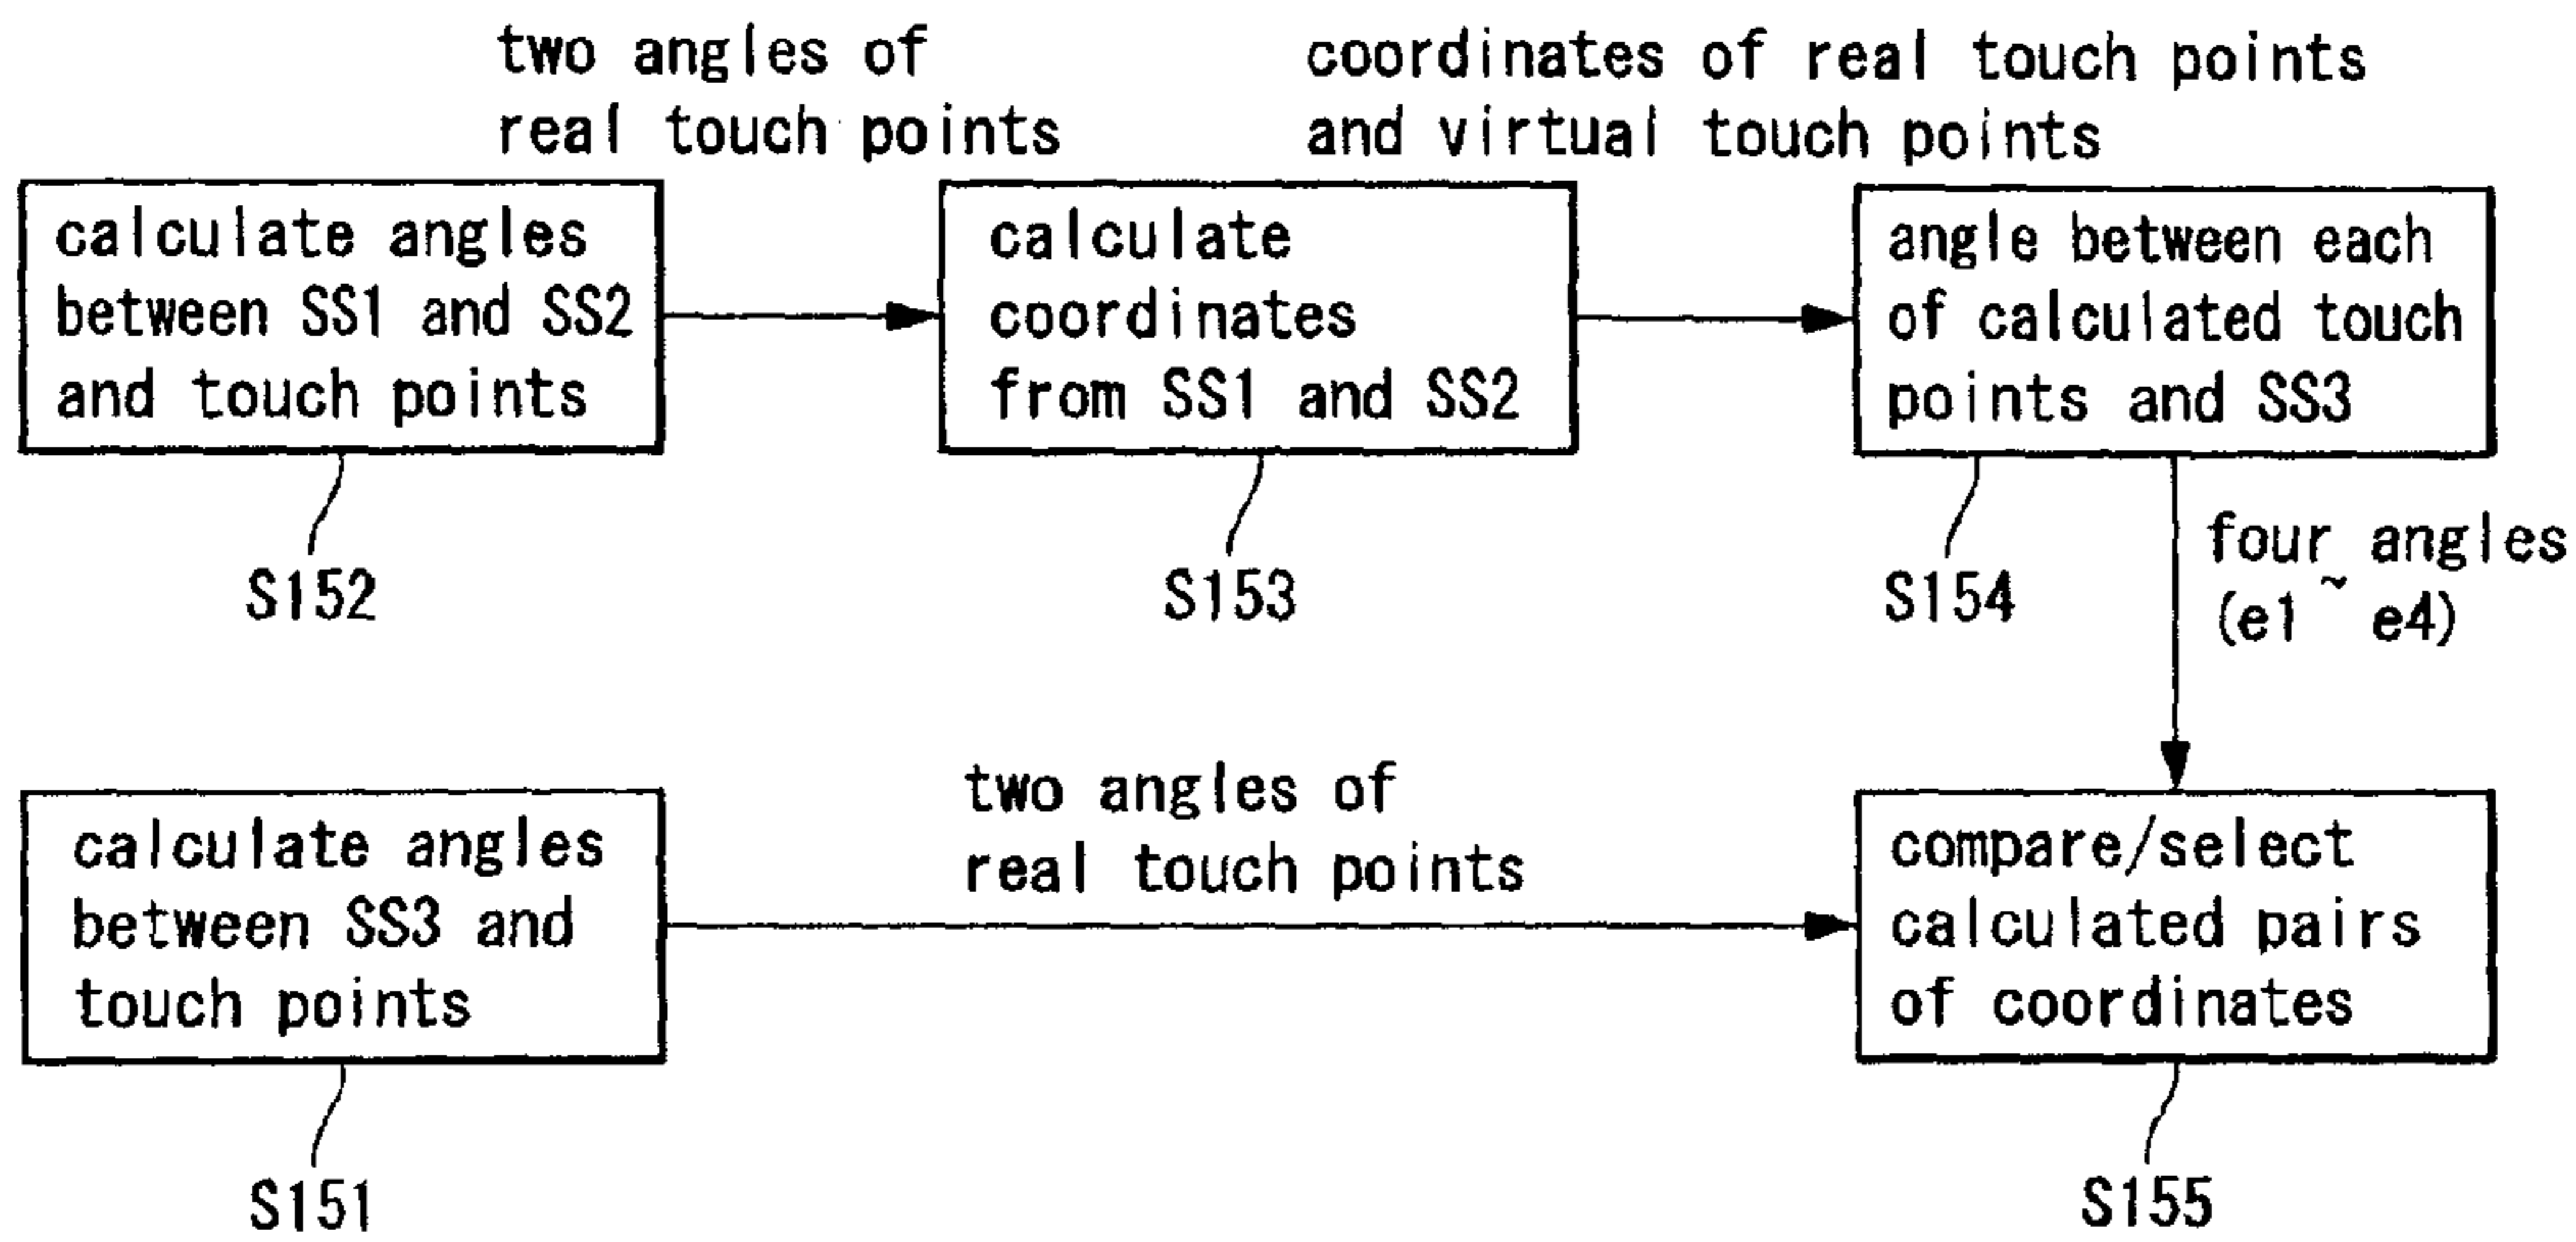 two angles of
real touch points
coordinates of real touch points
and virtual touch points
calculate angles
between SS1 and SS2
and touch points
calculate
coordinates
from SS1 and SS2
angle between each
of calculated touch
points and SS3
S152
S153
S154
four angles
(e1 ~ e4)
two angles of
real touch points
calculate angles
between SS3 and
touch points
compare/select
calculated pairs
of coordinates
S151
S155